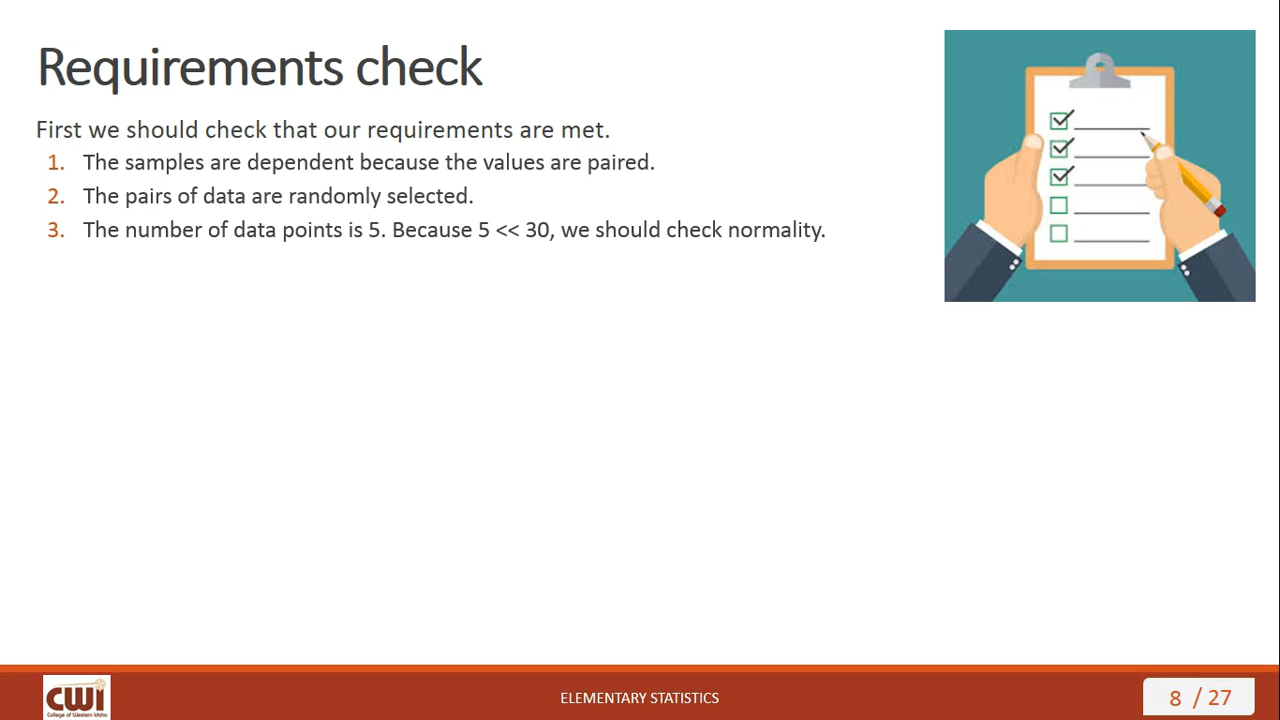 Requirements check
First we should check that our requirements are met.
1. The samples are dependent because the values are paired.
2. The pairs of data are randomly selected.
3. The number of data points is 5. Because 5 << 30, we should check normality.
CWI
College of Western Idaho
ELEMENTARY STATISTICS
8 / 27